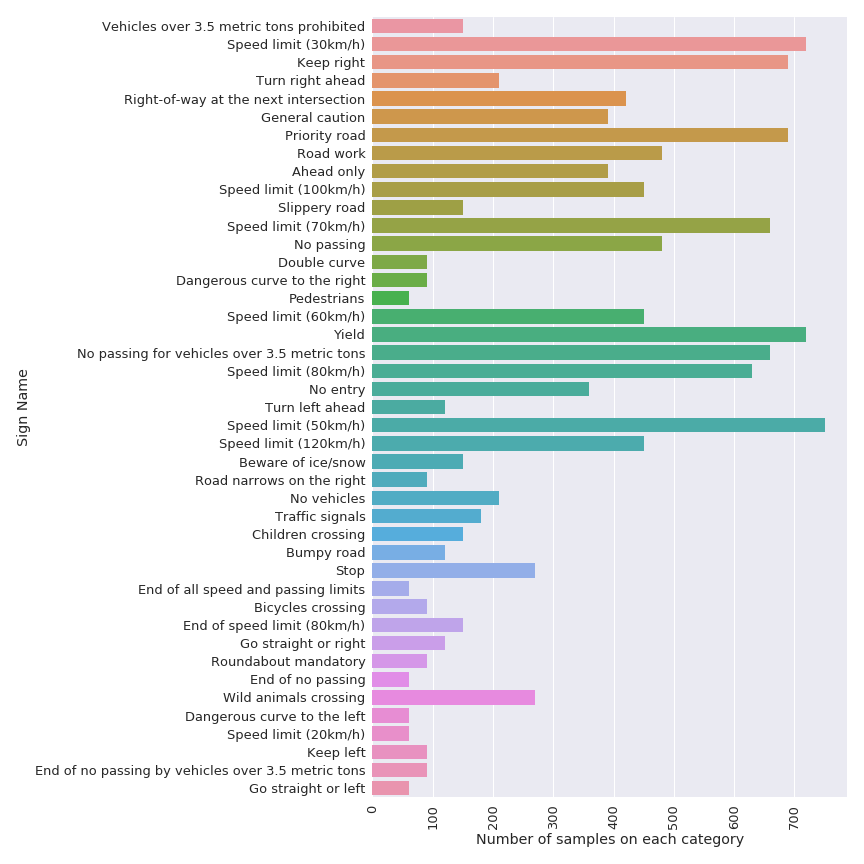 Vehicles over 3.5 metric tons prohibited
Speed limit (30km/h)
Keep right
Turn right ahead
Right-of-way at the next intersection
General caution
Priority road
Road work
Ahead only
Speed limit (100km/h)
Slippery road
Speed limit (70km/h)
No passing
Double curve
Dangerous curve to the right
Pedestrians
Speed limit (60km/h)
Yield
No passing for vehicles over 3.5 metric tons
Speed limit (80km/h)
No entry
Turn left ahead
Speed limit (50km/h)
Speed limit (120km/h)
Beware of ice/snow
Road narrows on the right
No vehicles
Traffic signals
Children crossing
Bumpy road
Stop
End of all speed and passing limits
Bicycles crossing
End of speed limit (80km/h)
Go straight or right
Roundabout mandatory
End of no passing
Wild animals crossing
Dangerous curve to the left
Speed limit (20km/h)
Keep left
End of no passing by vehicles over 3.5 metric tons
Go straight or left
Sign Name
0 100 200 300 400 500 600 700
Number of samples on each category